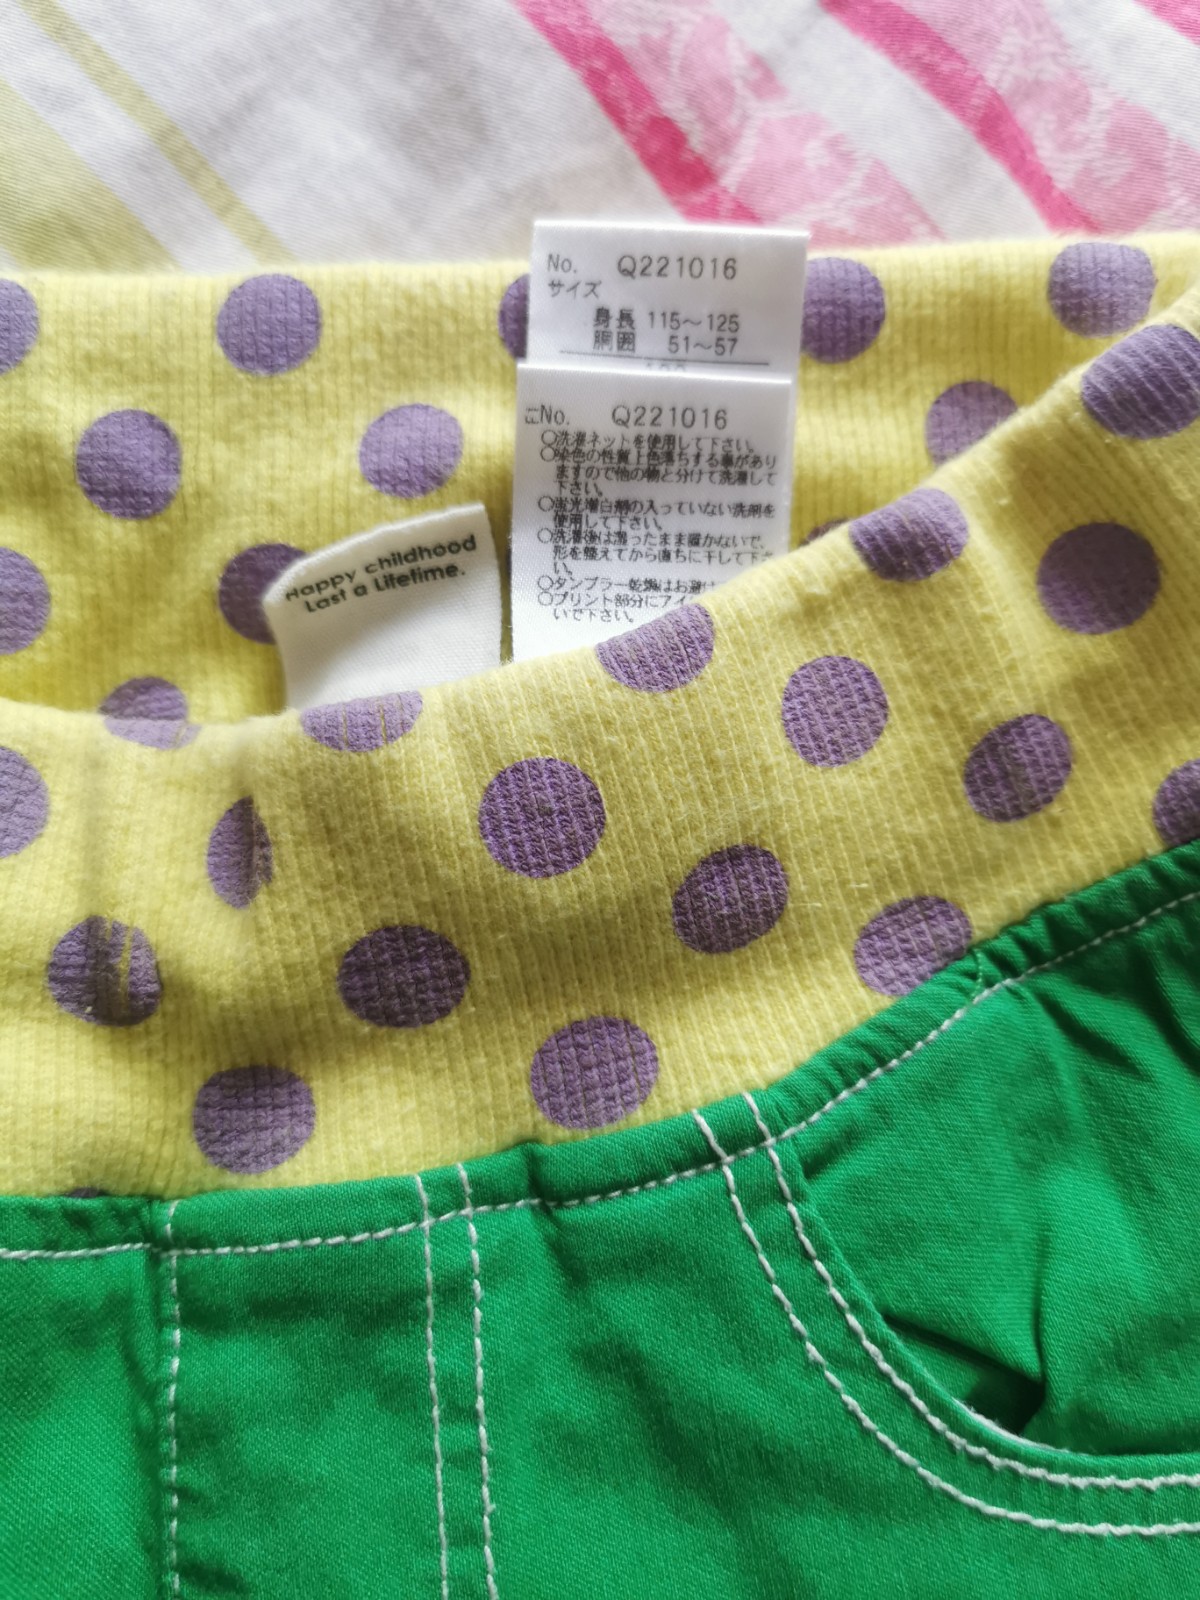 No. Q221016
サイズ
身長 115～125
胴囲 51～57
No. Q221016
○洗濯ネットを使用して下さい。
○染色の性質上色落ちする事があり
ますので他の物と分けて洗濯して
下さい。
○蛍光増白剤の入っていない洗剤を
使用して下さい。
○洗濯後は湿ったまま置かないで、
形を整えてから直ちに干して下さ
い。
○タンブラー乾燥はお避け
○プリント部分にアイ
いで下さい。
Happy childhood
Last a Lifetime.